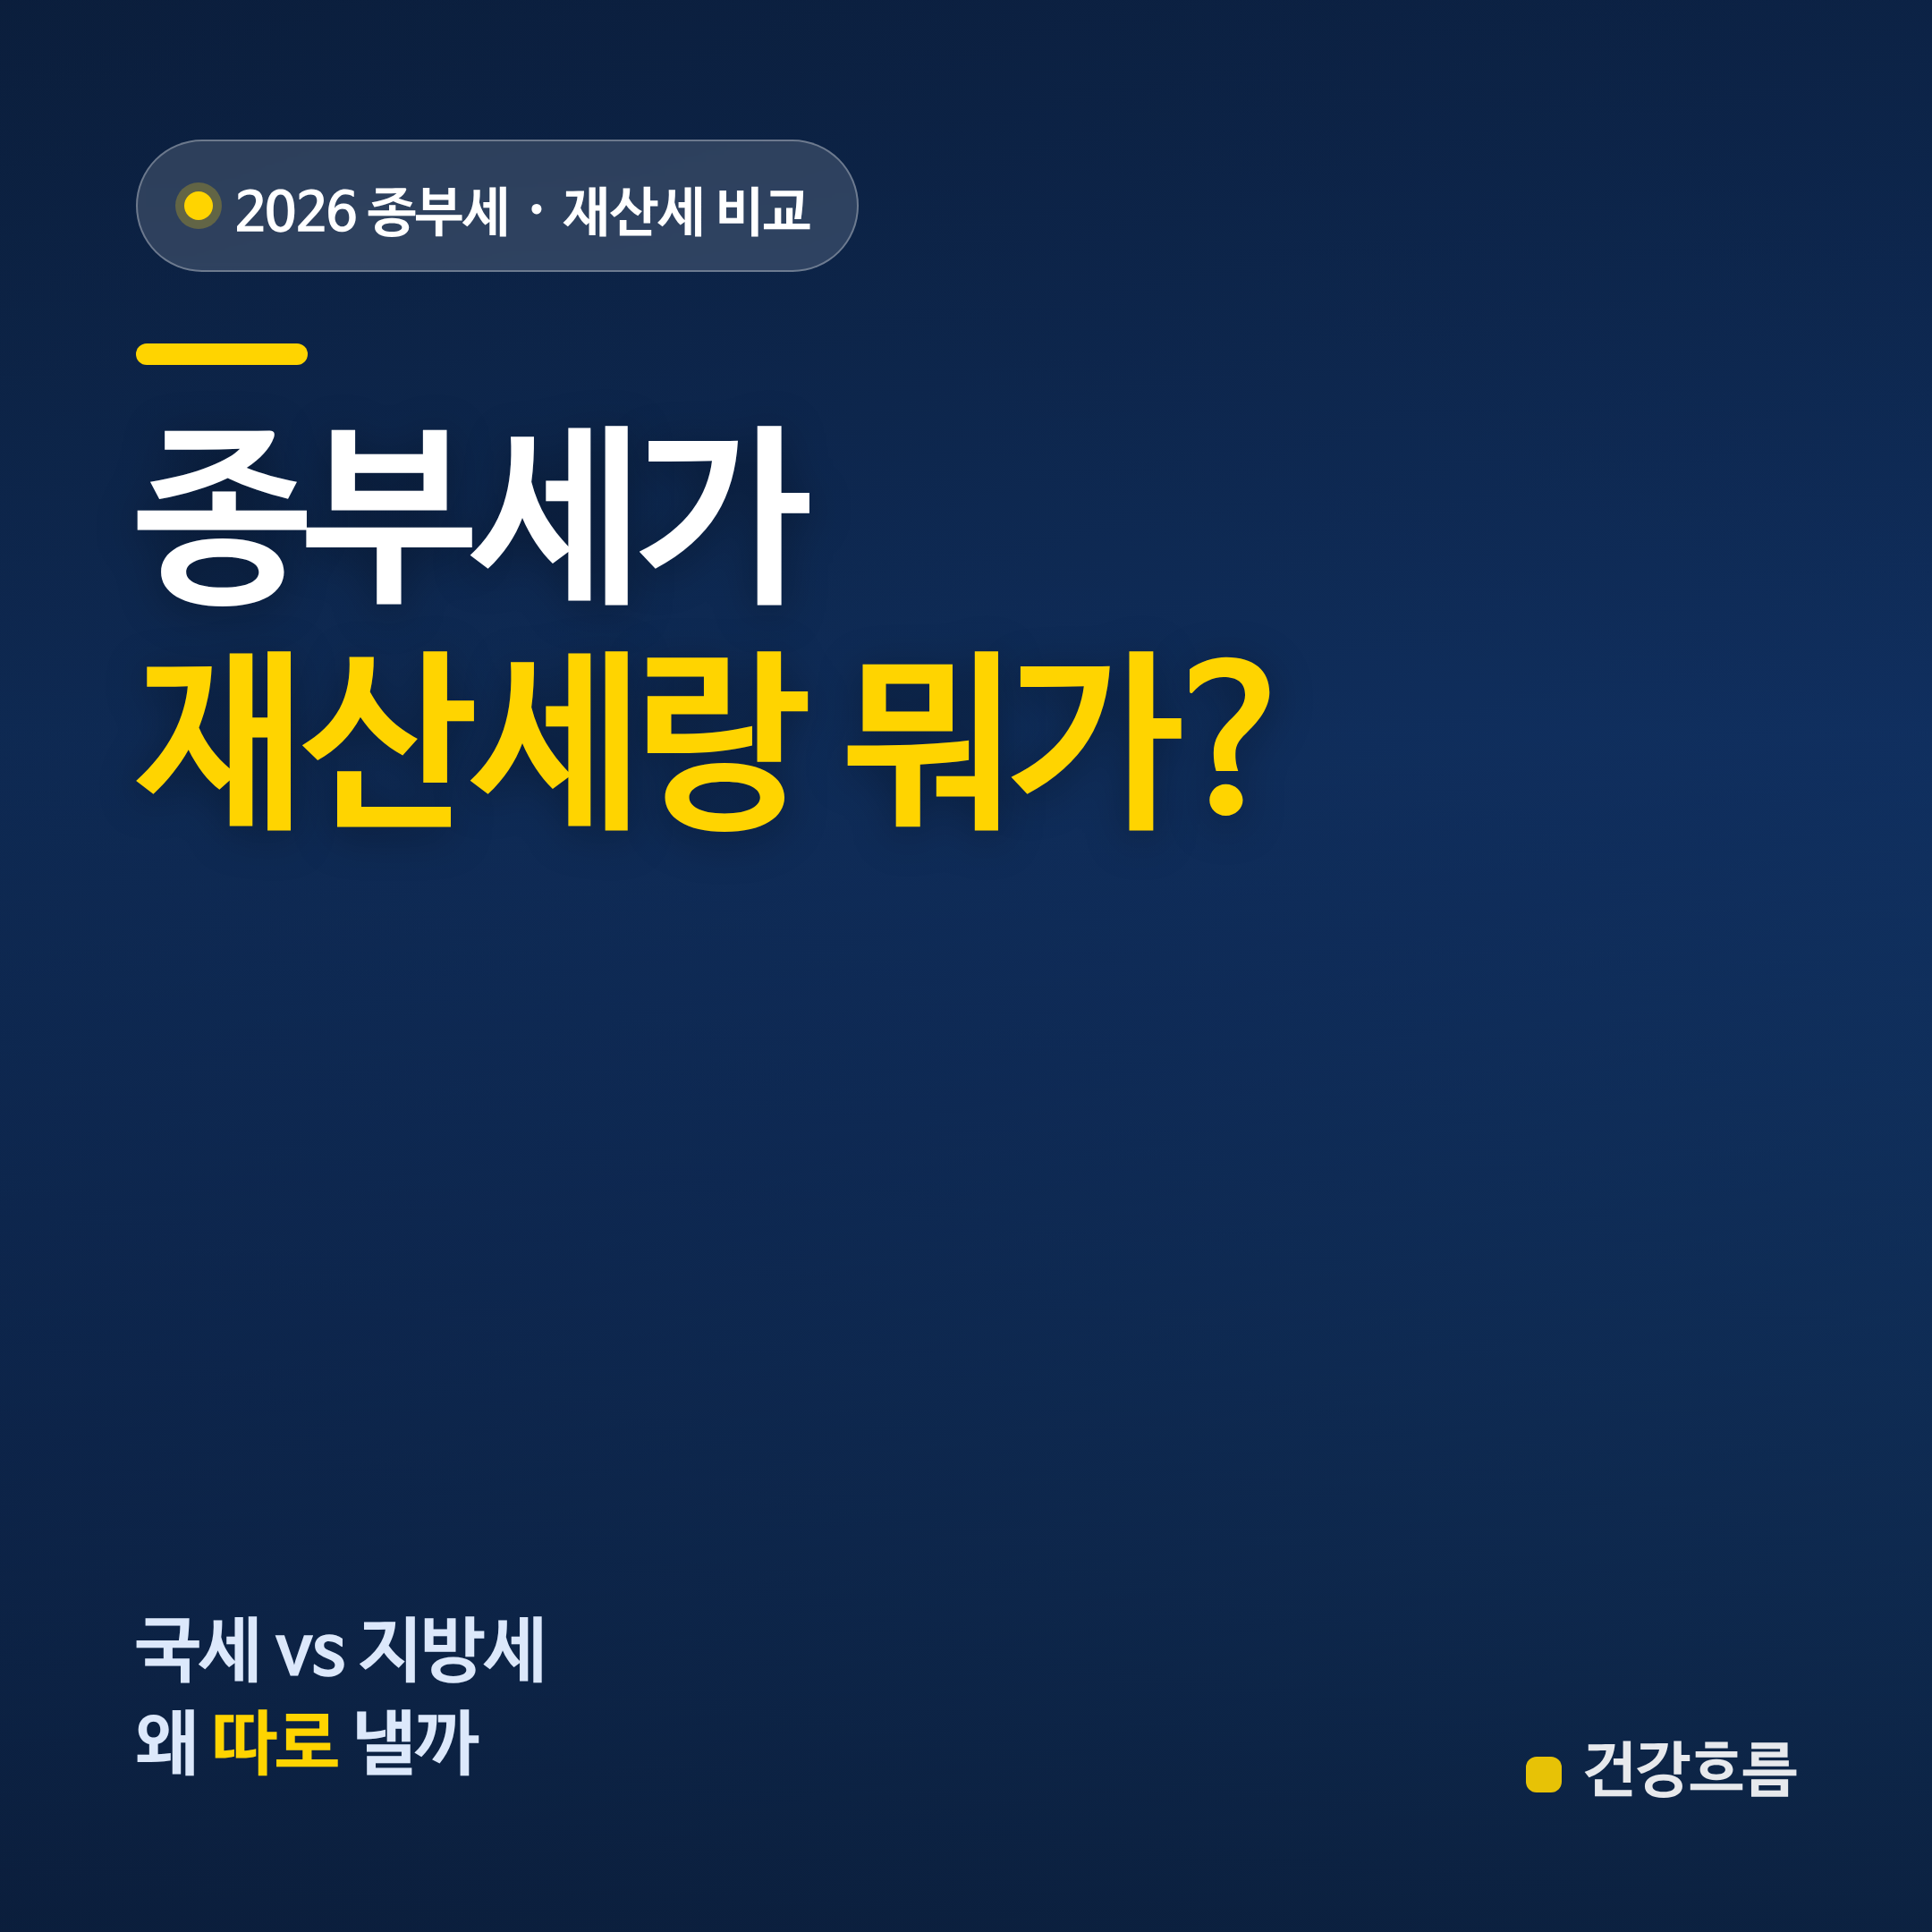 2026 종부세 · 재산세 비교
종부세가
재산세랑 뭐가?
국세 vs 지방세
왜 따로 낼까
건강흐름